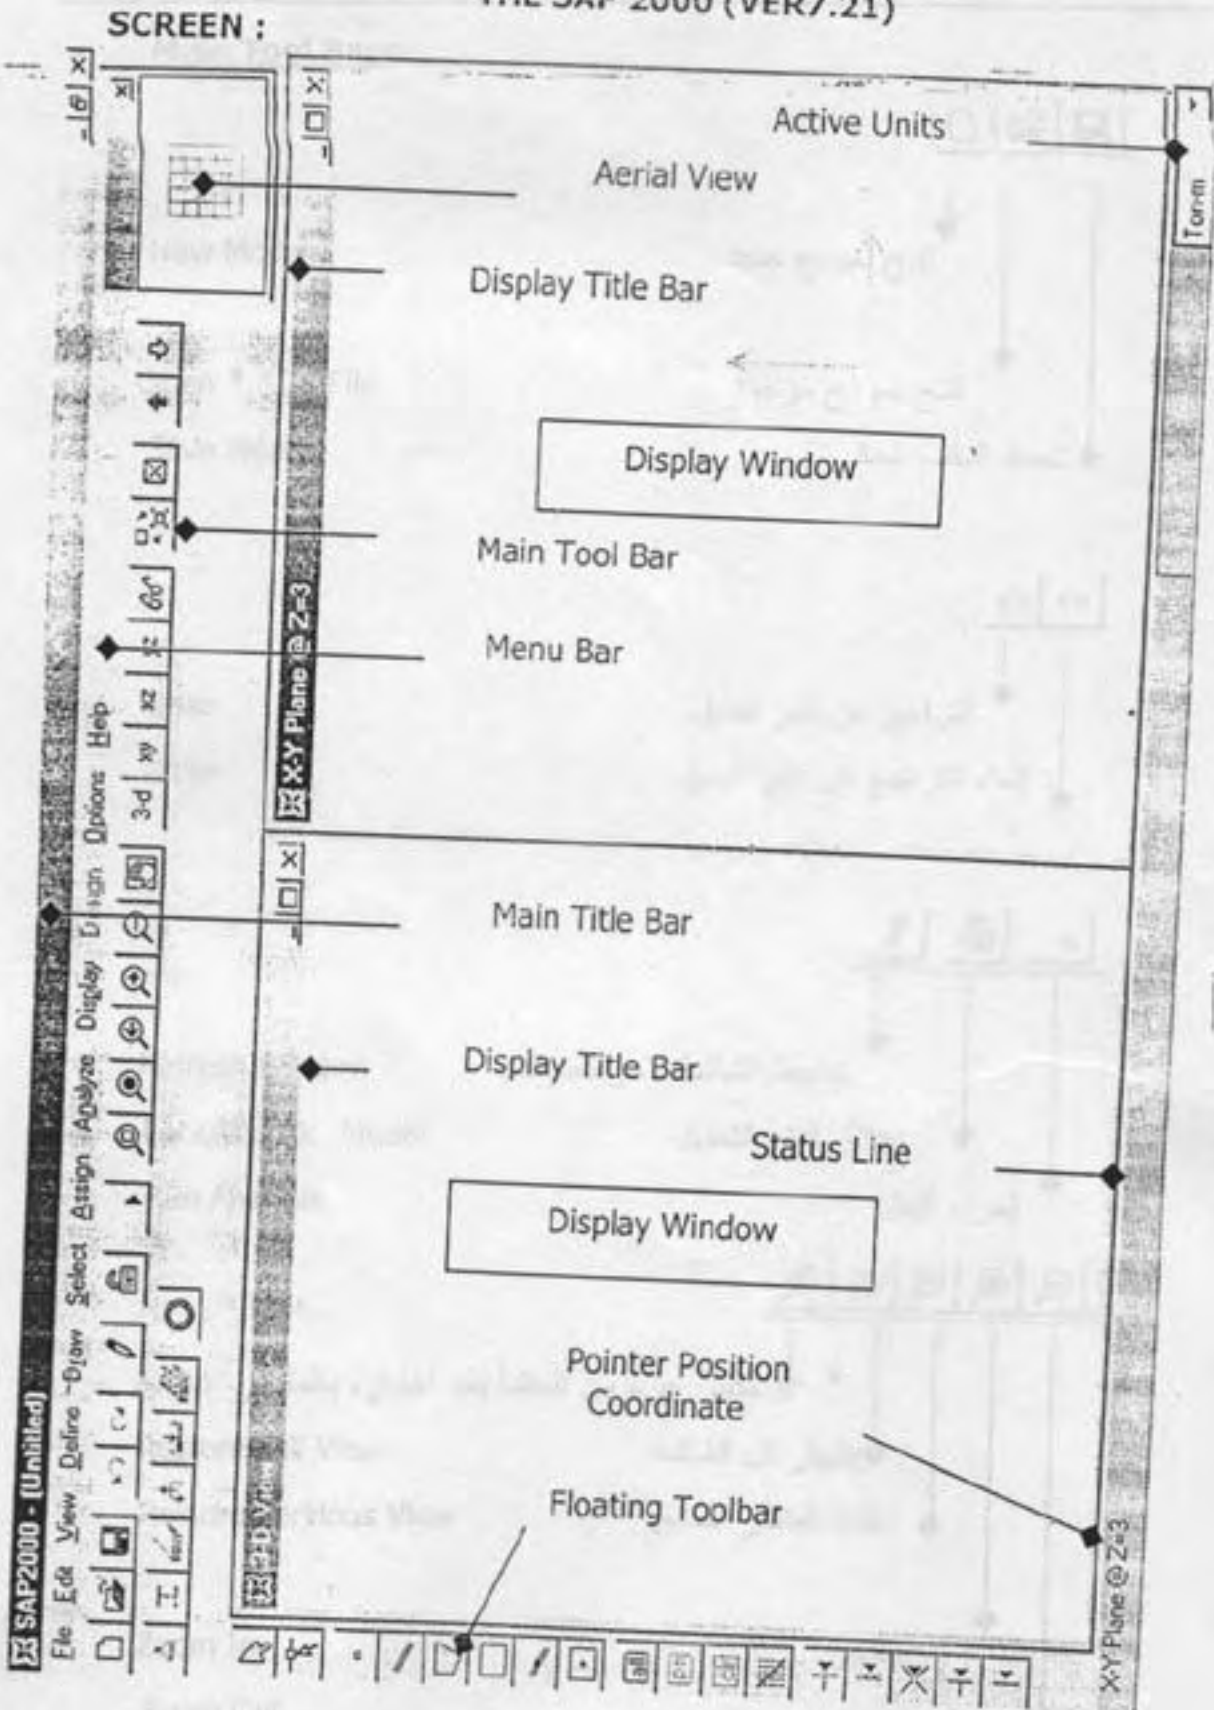 THE SAP 2000 (VER7.21)
SCREEN :
Active Units
Aerial View
Display Title Bar
Display Window
Main Tool Bar
Menu Bar
Main Title Bar
Display Title Bar
Status Line
Display Window
Pointer Position
Coordinate
Floating Toolbar
SAP2000 - (Untitled)
File Edit View Define Draw Select Assign Analyze Display Design Options Help
3-d xy xz
X-Y Plane @ Z=3
3-D View
all
X-Y Plane @ Z=3
Ton-m